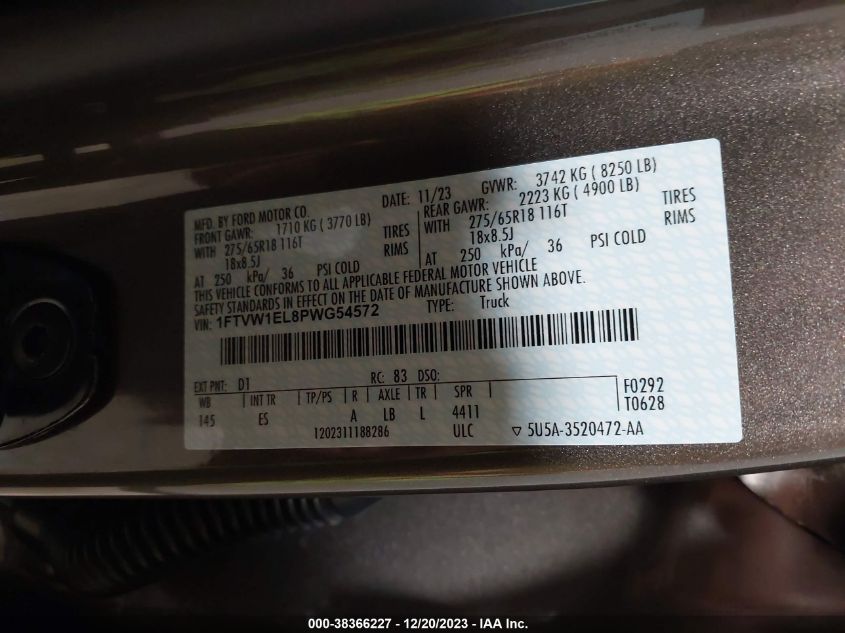 MFD. BY FORD MOTOR CO.
DATE: 11/23 GVWR: 3742 KG ( 8250 LB)
FRONT GAWR: 1710 KG ( 3770 LB)
REAR GAWR: 2223 KG ( 4900 LB)
WITH 275/65R18 116T TIRES
WITH 275/65R18 116T TIRES
18x8.5J RIMS
18x8.5J RIMS
AT 250 kPa/ 36 PSI COLD
AT 250 kPa/ 36 PSI COLD
THIS VEHICLE CONFORMS TO ALL APPLICABLE FEDERAL MOTOR VEHICLE
SAFETY STANDARDS IN EFFECT ON THE DATE OF MANUFACTURE SHOWN ABOVE.
VIN: 1FTVW1EL8PWG54572 TYPE: Truck
EXT PNT: D1 RC: 83 DSO:
WB INT TR TP/PS R AXLE TR SPR F0292
145 ES A LB L 4411 T0628
1202311188286 ULC ▽ 5U5A-3520472-AA
000-38366227 - 12/20/2023 - IAA Inc.